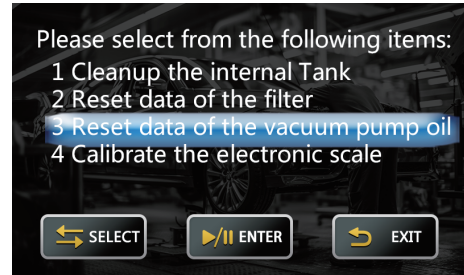 Please select from the following items:
1 Cleanup the internal Tank
2 Reset data of the filter
3 Reset data of the vacuum pump oil
4 Calibrate the electronic scale
SELECT
ENTER
EXIT